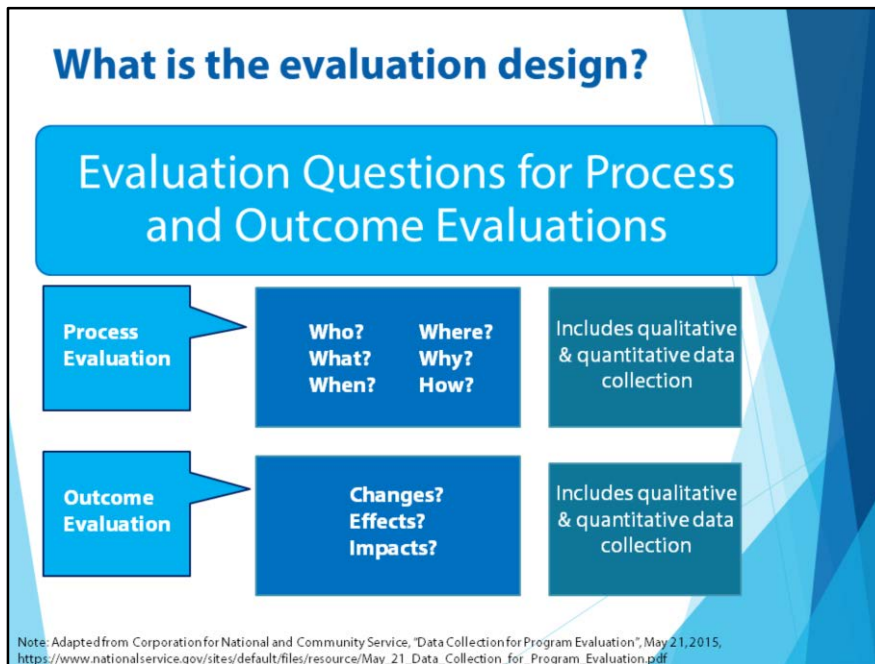 What is the evaluation design?
Evaluation Questions for Process
and Outcome Evaluations
Process
Evaluation
Who? Where?
What? Why?
When? How?
Includes qualitative
& quantitative data
collection
Outcome
Evaluation
Changes?
Effects?
Impacts?
Includes qualitative
& quantitative data
collection
Note: Adapted from Corporation for National and Community Service, "Data Collection for Program Evaluation", May 21, 2015,
https://www.nationalservice.gov/sites/default/files/resource/May_21_Data_Collection_for_Program_Evaluation.pdf